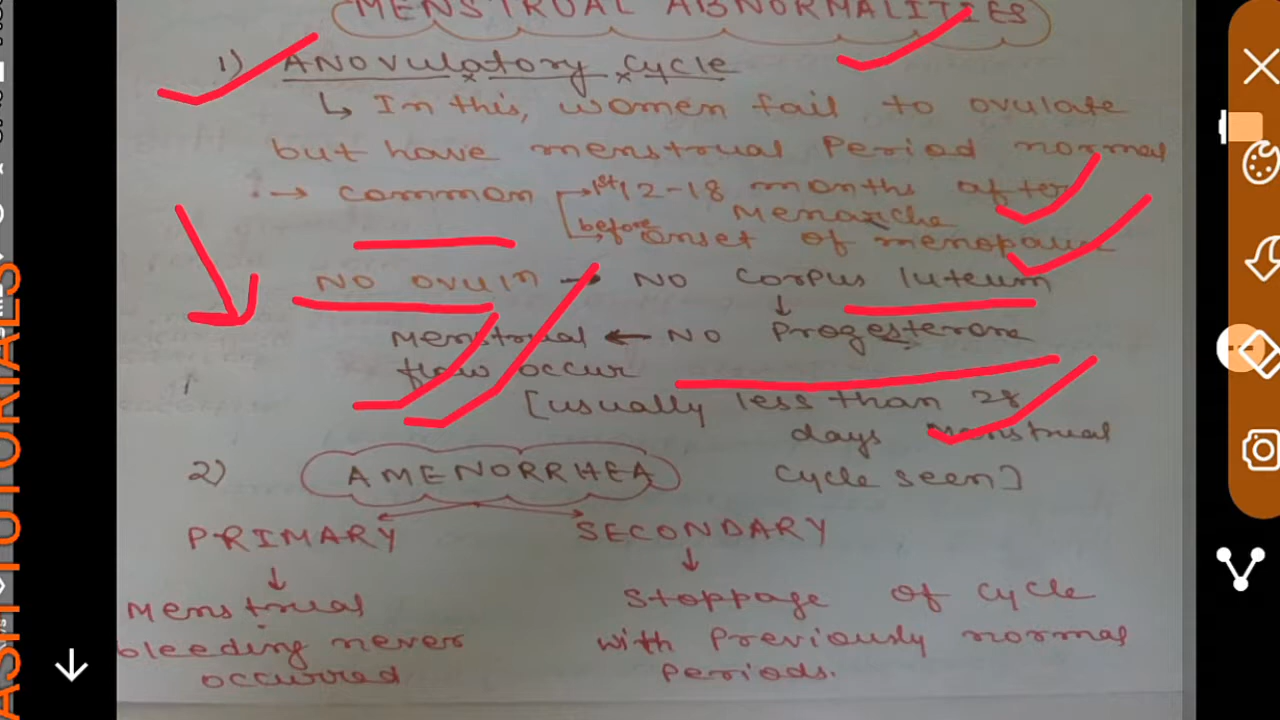 MENSTRUAL ABNORMALITIES
1) ANOVULATORY CYCLE
↳ In this, women fail to ovulate
but have menstrual Period normal
→ common → 1st 12-18 months after Menarche
before onset of menopause
NO OVUM → NO Corpus luteum
↓
Menstrual flow occur ← NO Progesterone
[usually less than 28
days Menstrual
cycle seen]
2) AMENORRHEA
PRIMARY
↓
Menstrual
bleeding never
occurred
SECONDARY
↓
Stoppage of cycle
with Previously normal
Periods.
TUTORIALS